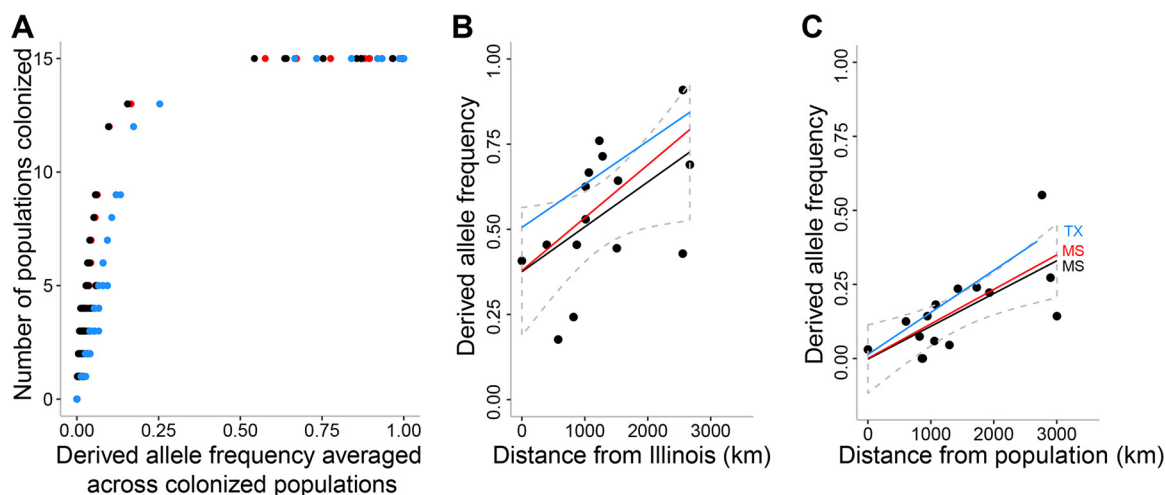 A
Number of populations colonized
15
10
5
0
0.00 0.25 0.50 0.75 1.00
Derived allele frequency averaged
across colonized populations
B
Derived allele frequency
1.00
0.75
0.50
0.25
0.00
0 1000 2000 3000
Distance from Illinois (km)
C
Derived allele frequency
1.00
0.75
0.50
0.25
0.00
TX
MS
MS
0 1000 2000 3000
Distance from population (km)